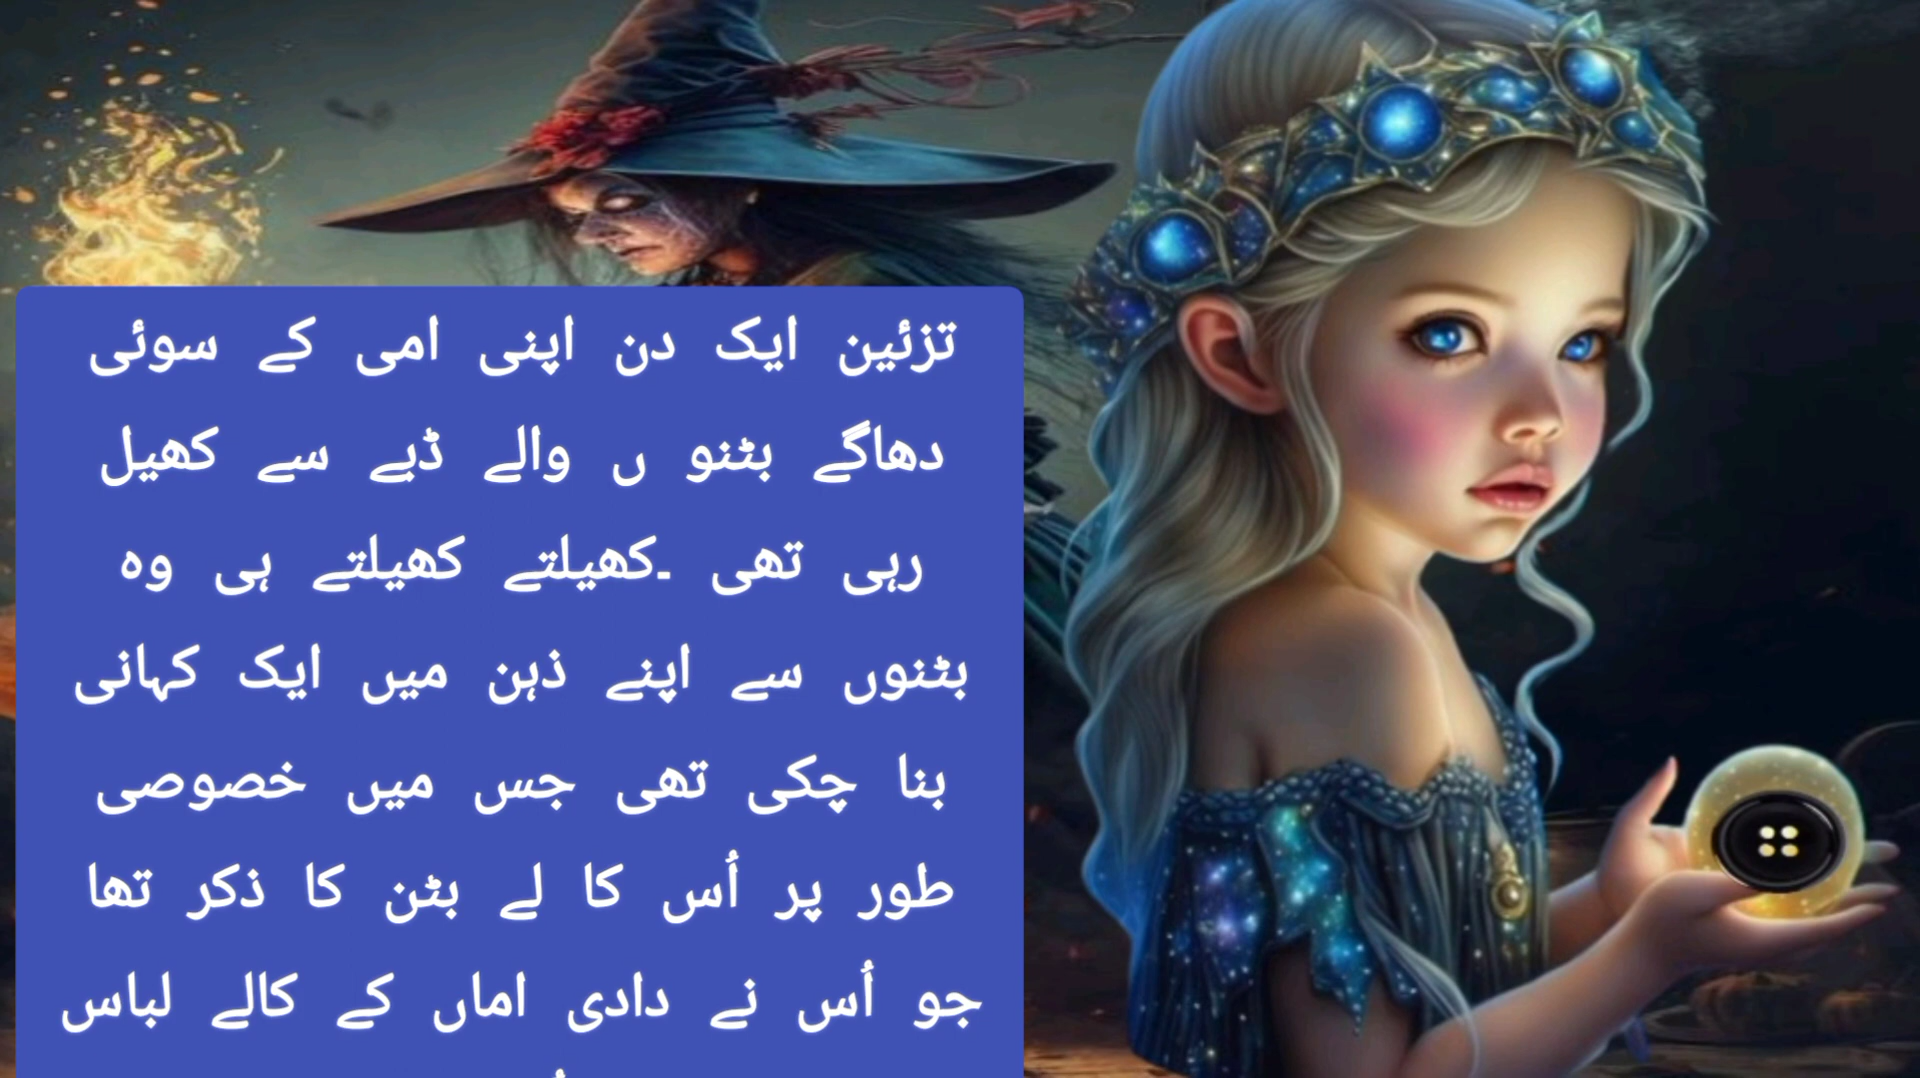 تزئین ایک دن اپنی امی کے سوئی
دھاگے بٹنو ں والے ڈبے سے کھیل
رہی تھی ۔کھیلتے کھیلتے ہی وہ
بٹنوں سے اپنے ذہن میں ایک کہانی
بنا چکی تھی جس میں خصوصی
طور پر اُس کا لے بٹن کا ذکر تھا
جو اُس نے دادی اماں کے کالے لباس